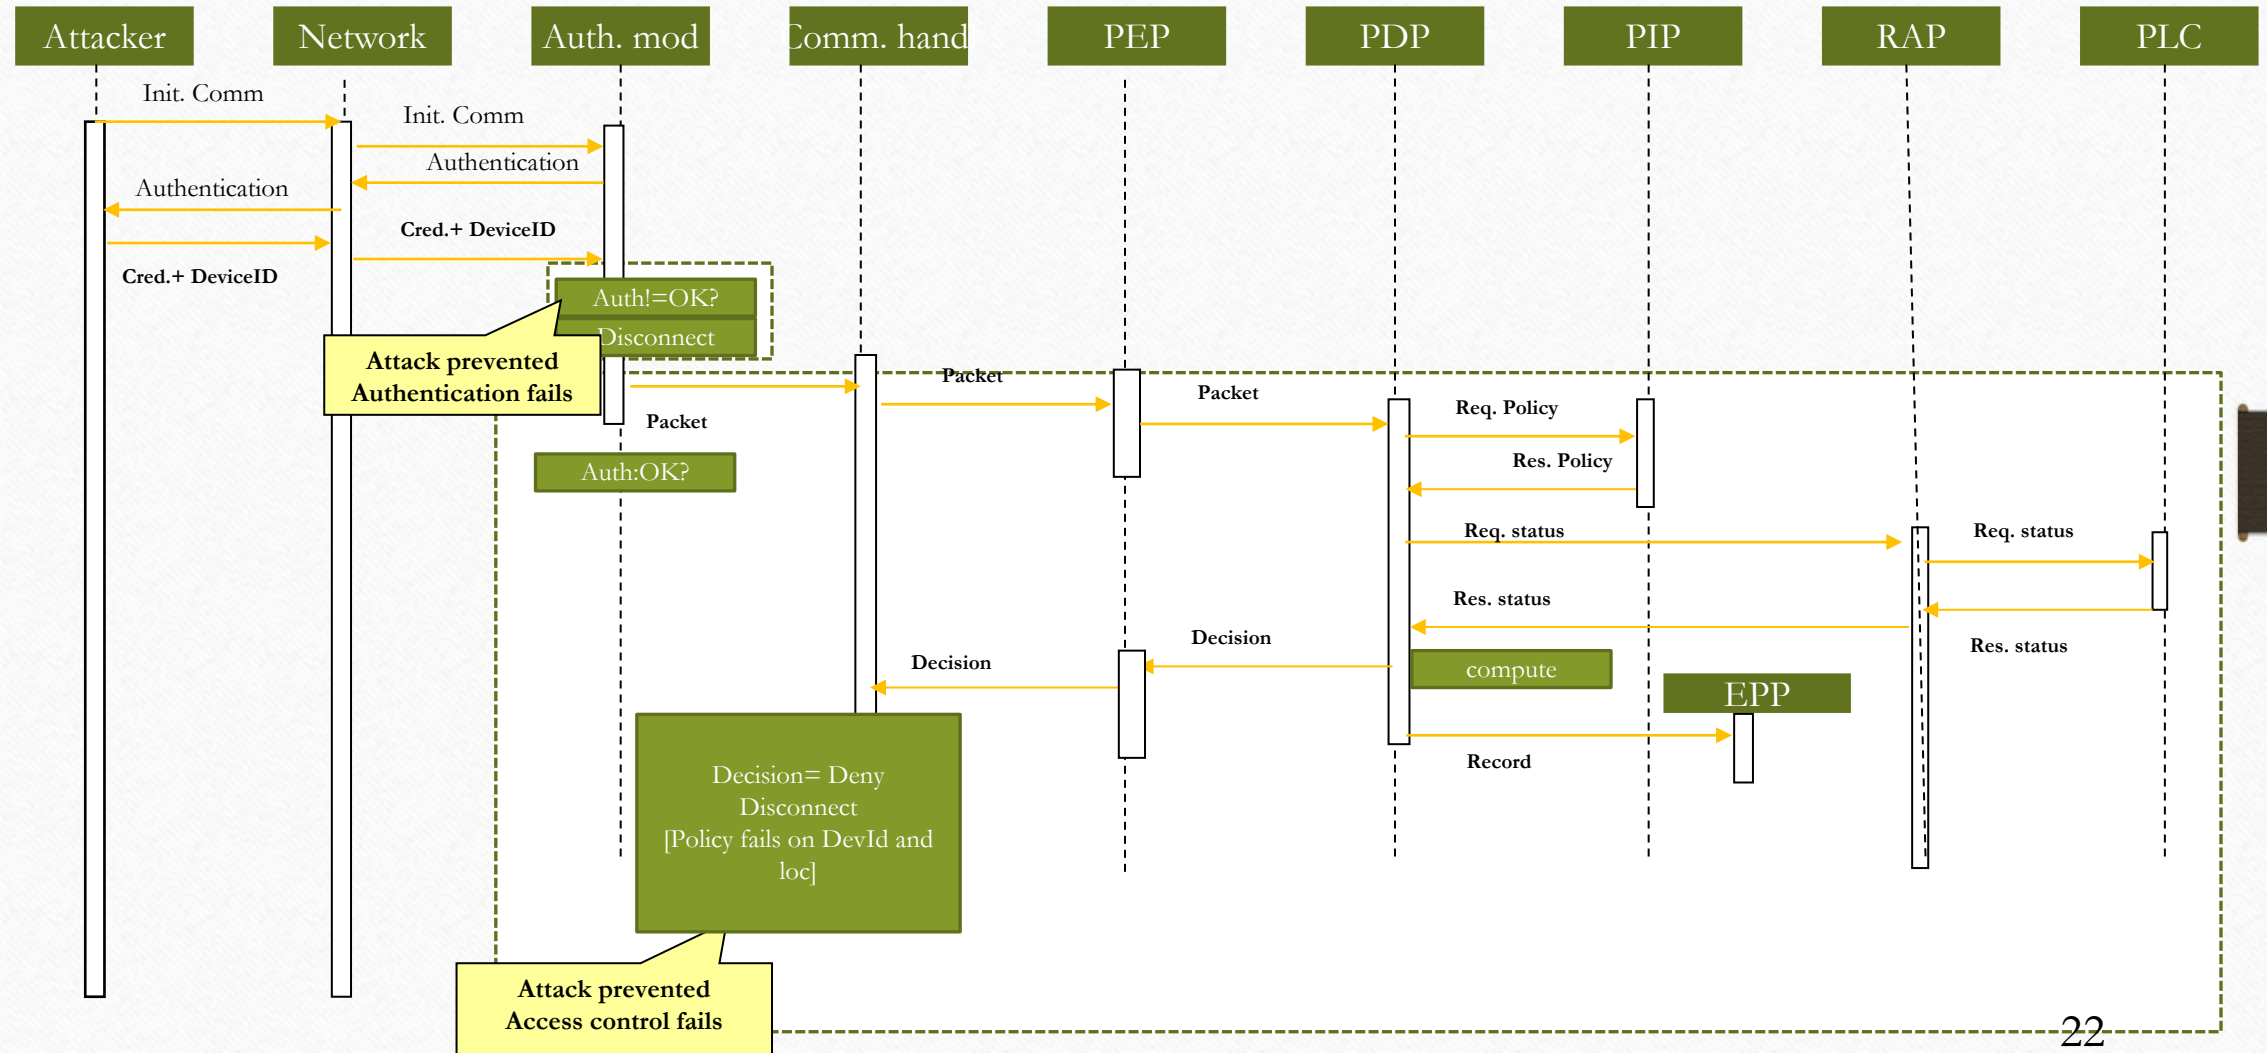 Attacker
Network
Auth. mod
Comm. hand
PEP
PDP
PIP
RAP
PLC
Init. Comm
Init. Comm
Authentication
Authentication
Cred.+ DeviceID
Cred.+ DeviceID
Auth!=OK?
Disconnect
Attack prevented
Authentication fails
Packet
Packet
Packet
Auth:OK?
Req. Policy
Res. Policy
Req. status
Req. status
Res. status
Res. status
Decision
Decision
compute
EPP
Record
Decision= Deny
Disconnect
[Policy fails on DevId and
loc]
Attack prevented
Access control fails
22